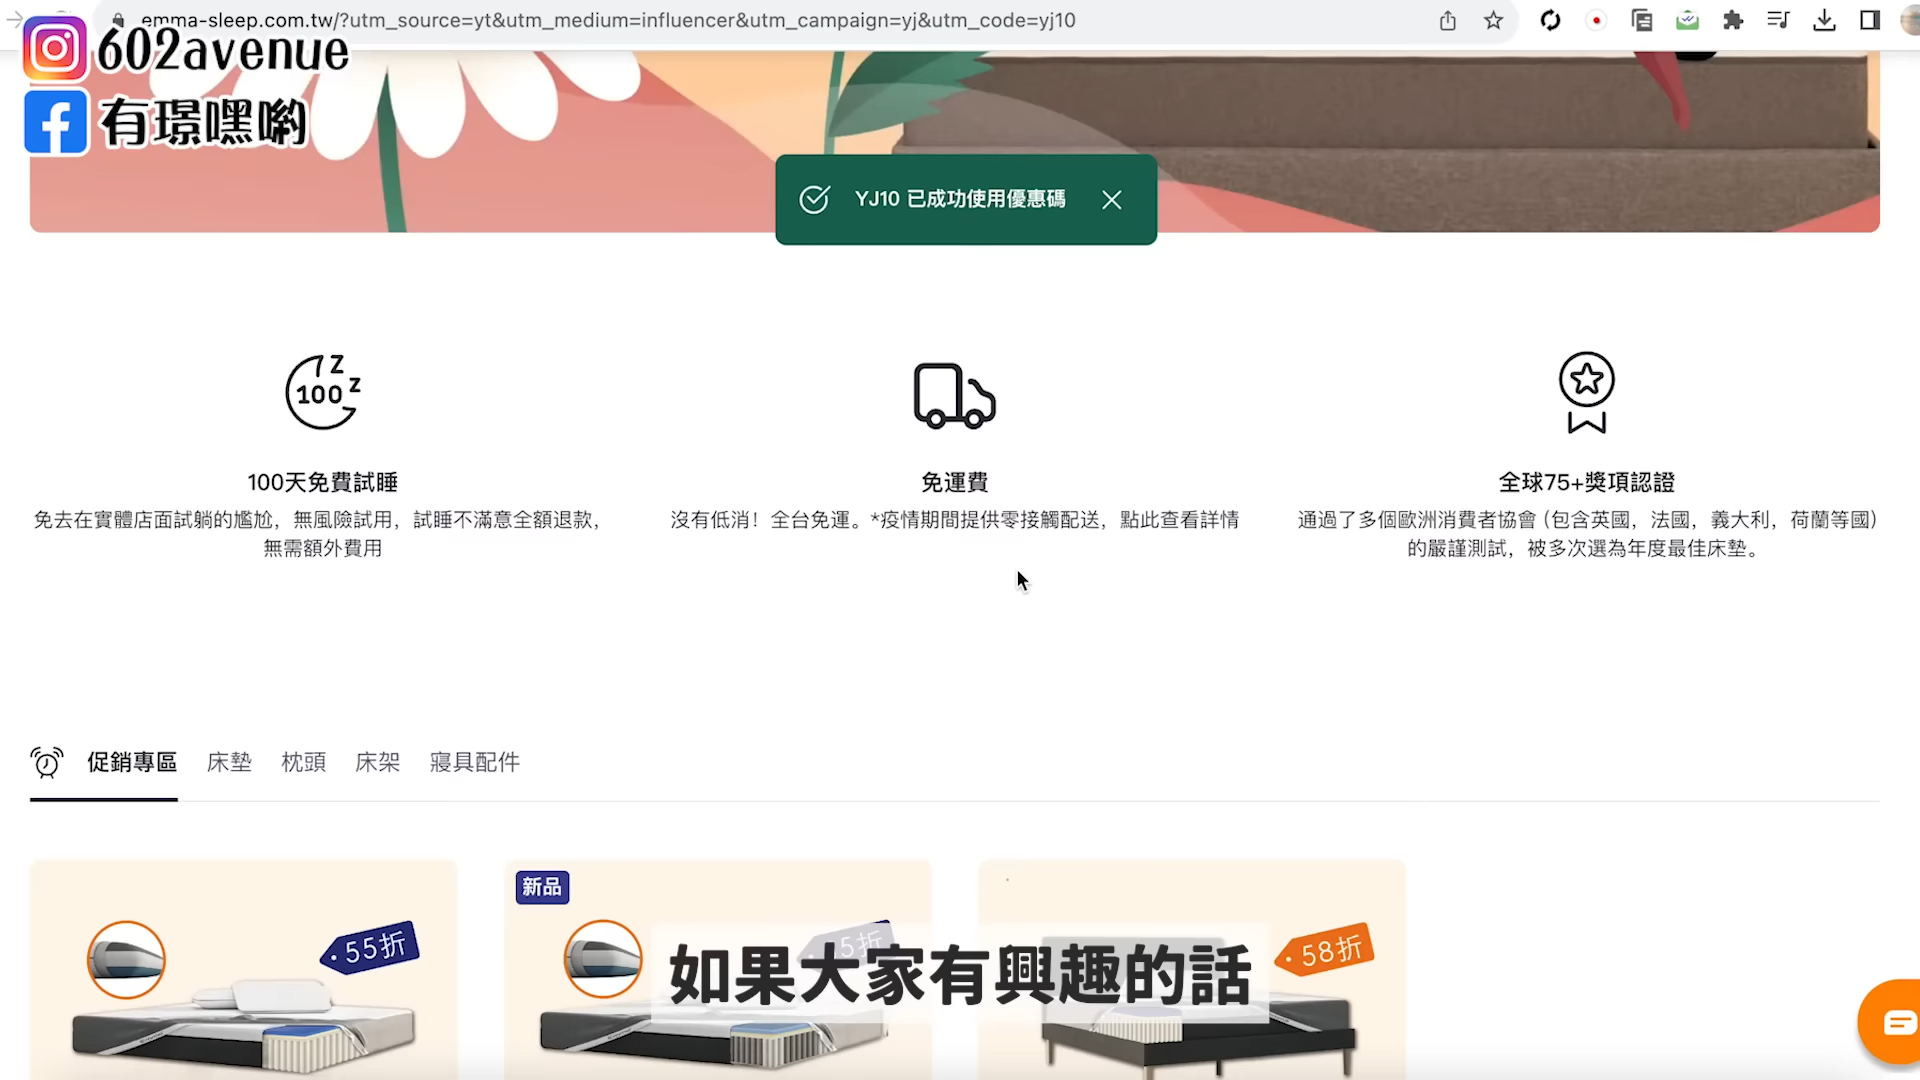 emma-sleep.com.tw/?utm_source=yt&utm_medium=influencer&utm_campaign=yj&utm_code=yj10
602avenue
有璟嘿喲
YJ10 已成功使用優惠碼
100
100天免費試睡
免去在實體店面試躺的尷尬，無風險試用，試睡不滿意全額退款，
無需額外費用
免運費
沒有低消！全台免運。*疫情期間提供零接觸配送，點此查看詳情
全球75+獎項認證
通過了多個歐洲消費者協會 (包含英國，法國，義大利，荷蘭等國)
的嚴謹測試，被多次選為年度最佳床墊。
促銷專區 床墊 枕頭 床架 寢具配件
55折
新品
5折
58折
如果大家有興趣的話